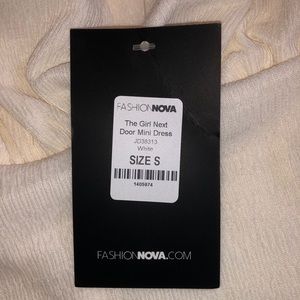 FASHIONNOVA
The Girl Next
Door Mini Dress
JD38313
White
SIZE S
1405974
FASHIONNOVA.COM